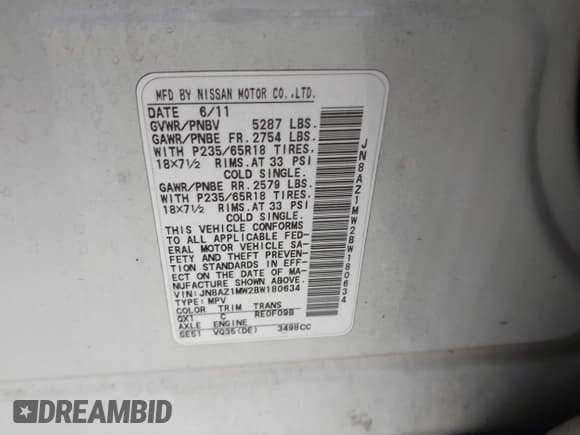 MFD BY NISSAN MOTOR CO.,LTD.
DATE 6/11
GVWR/PNBV 5287 LBS.
GAWR/PNBE FR. 2754 LBS.
WITH P235/65R18 TIRES.
18×7½ RIMS.AT 33 PSI
COLD SINGLE.
GAWR/PNBE RR. 2579 LBS.
WITH P235/65R18 TIRES.
18×7½ RIMS.AT 33 PSI
COLD SINGLE.
THIS VEHICLE CONFORMS
TO ALL APPLICABLE FED-
ERAL MOTOR VEHICLE SA-
FETY AND THEFT PREVEN-
TION STANDARDS IN EFF-
ECT ON THE DATE OF MA-
NUFACTURE SHOWN ABOVE.
VIN:JN8AZ1MW2BW180634
TYPE:MPV
COLOR TRIM TRANS
QX1 C RE0F09B
AXLE ENGINE
GE51 VQ35(DE) 3498CC
JN8AZ1MW2BW180634
DREAMBID